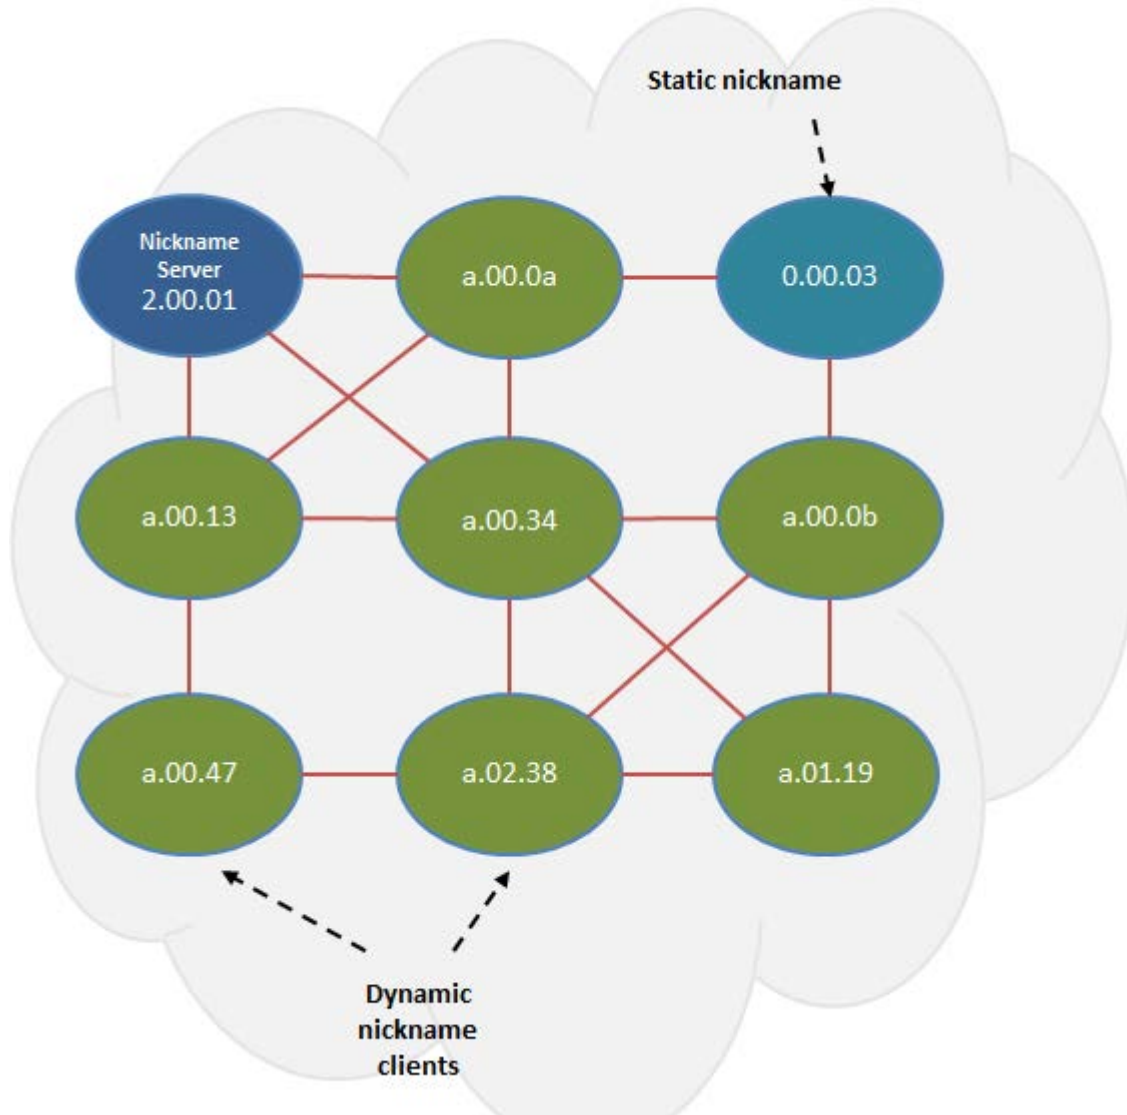 Static nickname
Nickname
Server
2.00.01
a.00.0a
0.00.03
a.00.13
a.00.34
a.00.0b
a.00.47
a.02.38
a.01.19
Dynamic
nickname
clients